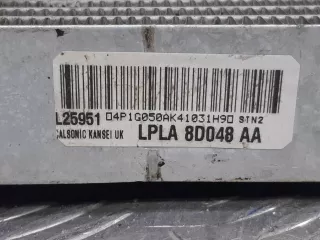 L25951 04P1G050AK41031H90 STN2
CALSONIC KANSEI UK LPLA 8D048 AA